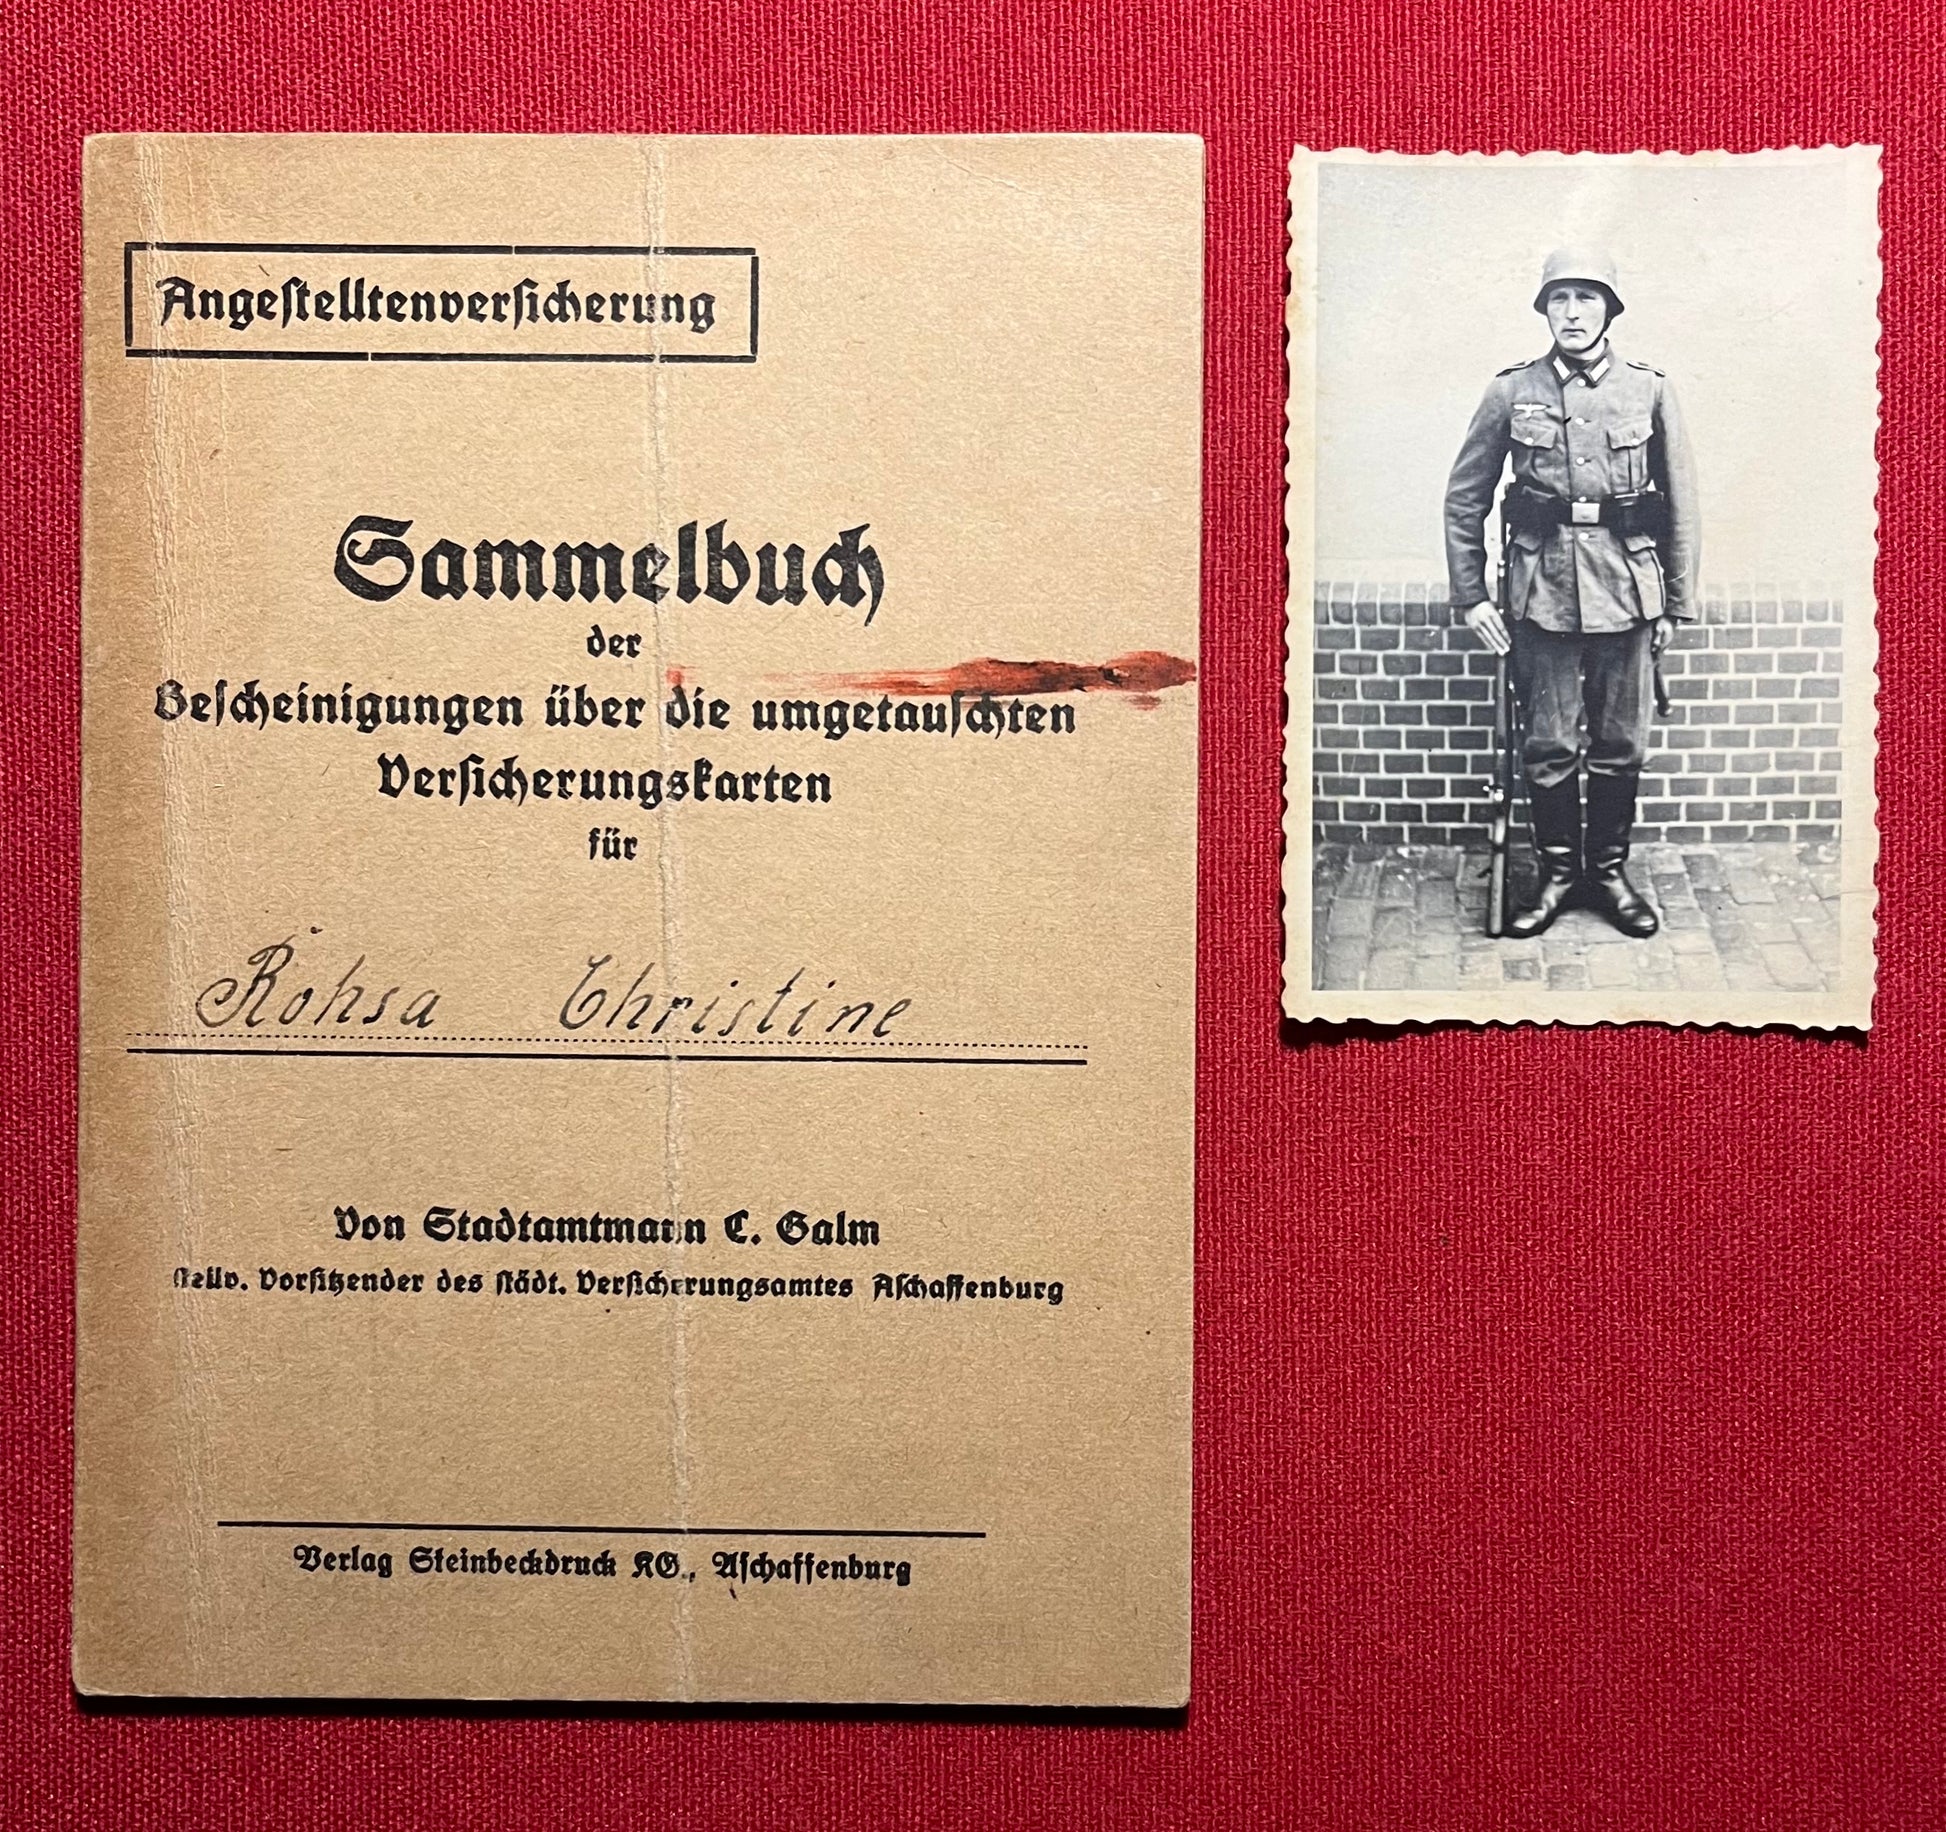 Angeſtelltenverſicherung
Sammelbuch
der
Beſcheinigungen über die umgetauſchten
Verſicherungskarten
für
Röhsa Christine
Von Stadtamtmann C. Galm
ſtellv. Vorſitzender des ſtädt. Verſicherungsamtes Aſchaffenburg
Verlag Steinbeckdruck KG., Aſchaffenburg